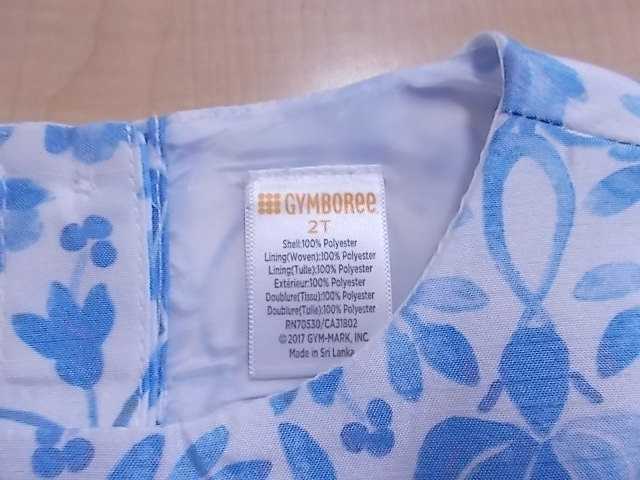 GYMBOREE
2T
Shell:100% Polyester
Lining(Woven):100% Polyester
Lining(Tulle):100% Polyester
Extérieur:100% Polyester
Doublure(Tissu):100% Polyester
Doublure(Tulle):100% Polyester
RN70530/CA31802
©2017 GYM-MARK, INC.
Made in Sri Lanka